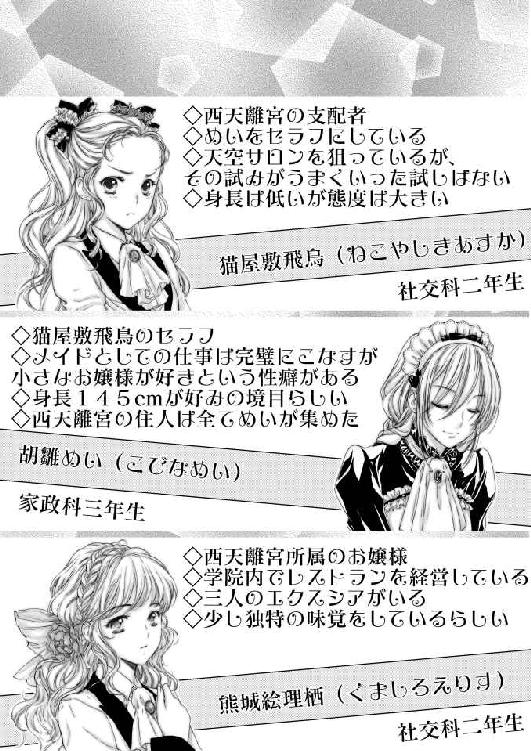 ◇西天離宮の支配者
◇めいをセラフにしている
◇天空サロンを狙っているが、
その試みがうまくいった試しはない
◇身長は低いが態度は大きい
猫屋敷飛鳥(ねこやしきあすか)
社交科二年生
◇猫屋敷飛鳥のセラフ
◇メイドとしての仕事は完璧にこなすが
小さなお嬢様が好きという性癖がある
◇身長145cmが好みの境目らしい
◇西天離宮の住人は全てめいが集めた
胡雛めい(こびなめい)
家政科三年生
◇西天離宮所属のお嬢様
◇学院内でレストランを経営している
◇三人のエクスシアがいる
◇少し独特の味覚をしているらしい
熊城絵理栖(くましろえりす)
社交科二年生